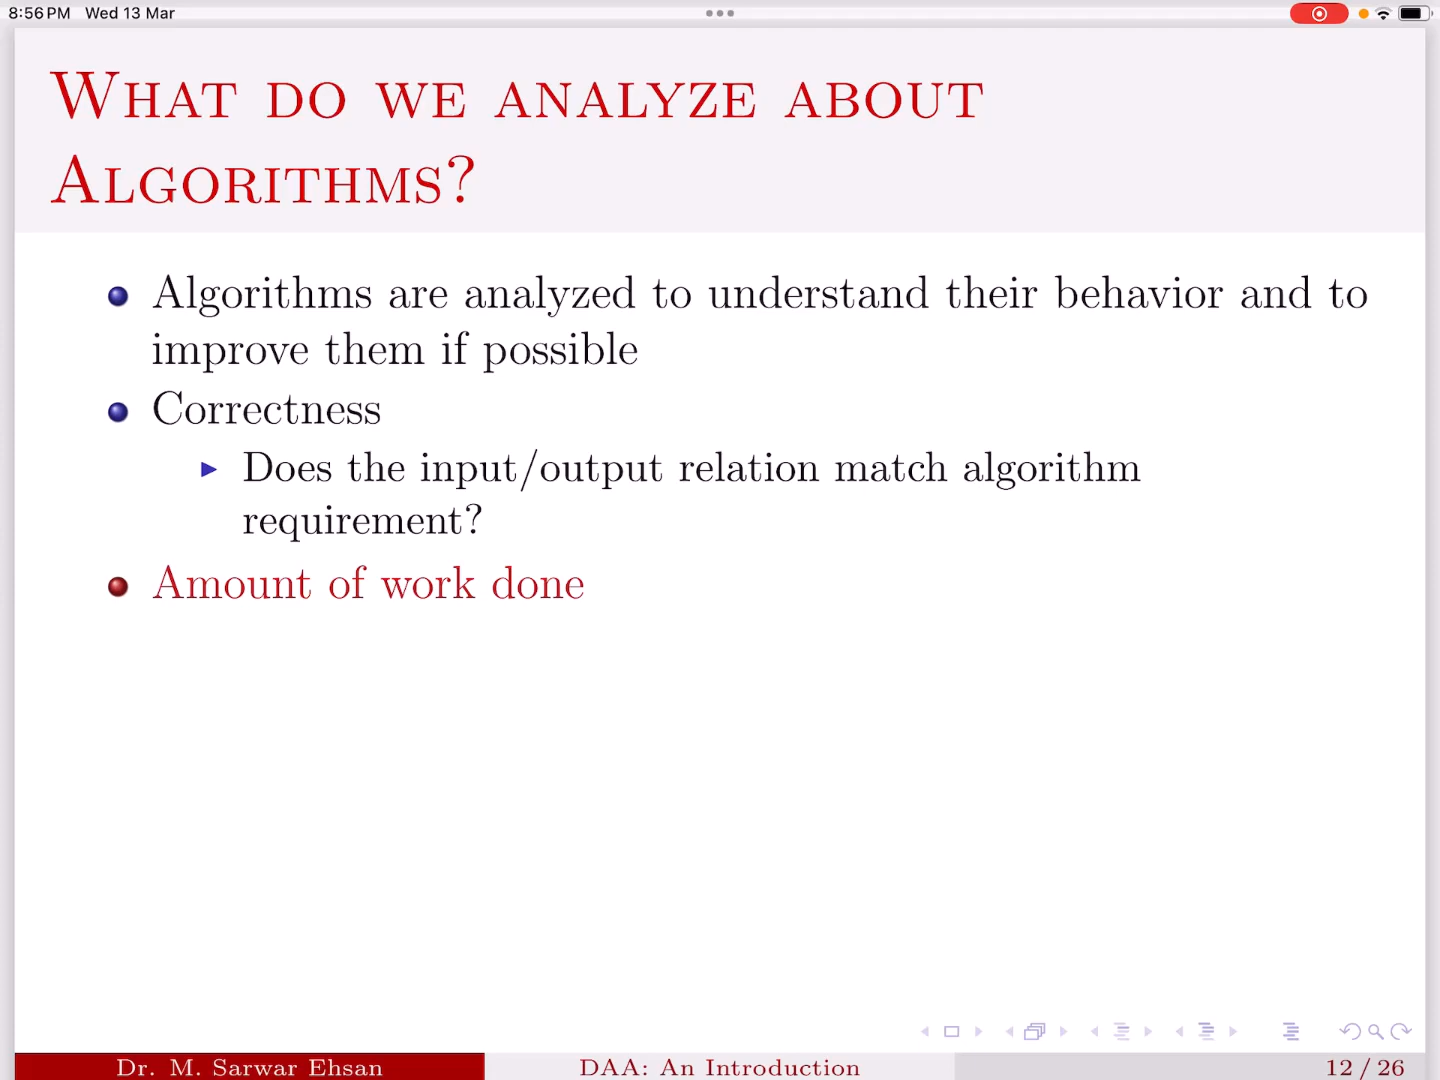 8:56 PM Wed 13 Mar
What do we analyze about
Algorithms?
Algorithms are analyzed to understand their behavior and to
improve them if possible
Correctness
Does the input/output relation match algorithm
requirement?
Amount of work done
Dr. M. Sarwar Ehsan DAA: An Introduction 12 / 26